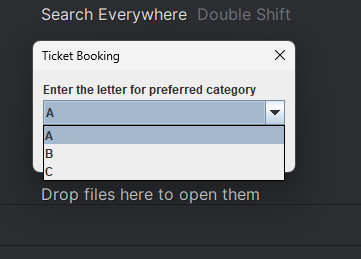 Search Everywhere Double Shift
Ticket Booking
Enter the letter for preferred category
A
A
B
C
Drop files here to open them